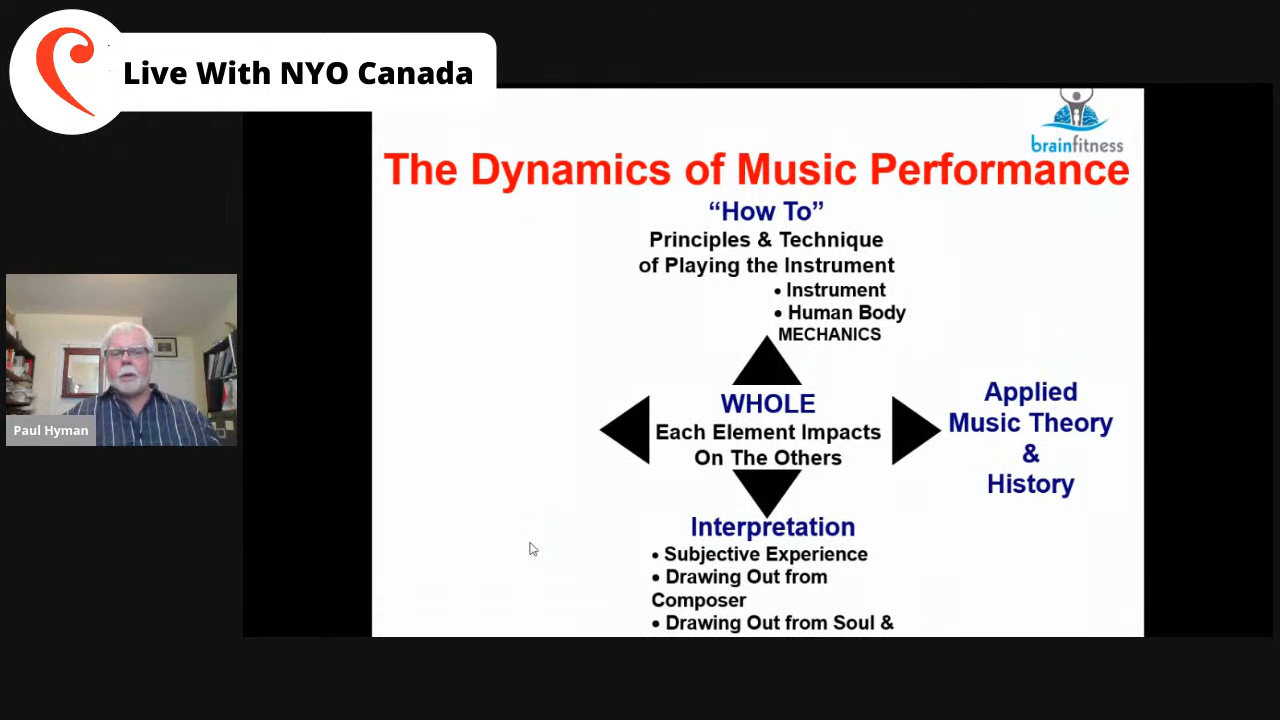 Live With NYO Canada
brainfitness
The Dynamics of Music Performance
“How To”
Principles & Technique
of Playing the Instrument
• Instrument
• Human Body
MECHANICS
WHOLE
Each Element Impacts
On The Others
Applied
Music Theory
&
History
Interpretation
• Subjective Experience
• Drawing Out from
Composer
• Drawing Out from Soul &
Paul Hyman